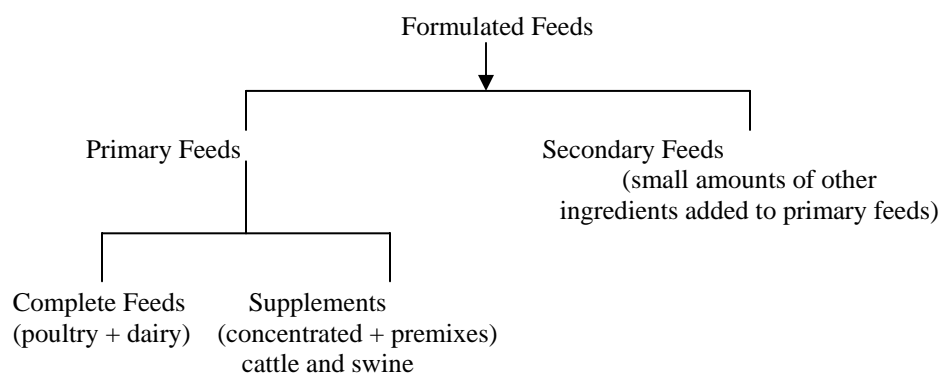 Formulated Feeds
Primary Feeds
Secondary Feeds
(small amounts of other
ingredients added to primary feeds)
Complete Feeds
(poultry + dairy)
Supplements
(concentrated + premixes)
cattle and swine